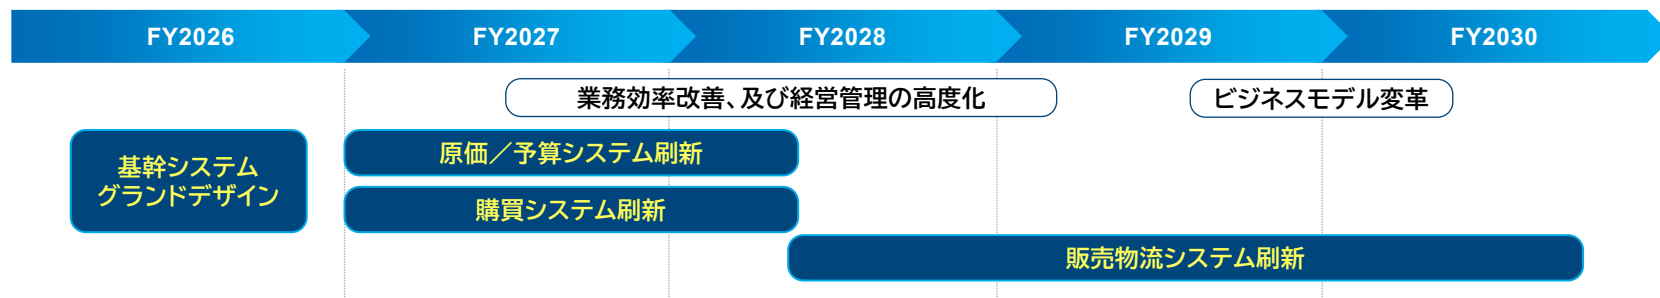 FY2026
FY2027
FY2028
FY2029
FY2030
業務効率改善、及び経営管理の高度化
ビジネスモデル変革
基幹システム
グランドデザイン
原価／予算システム刷新
購買システム刷新
販売物流システム刷新